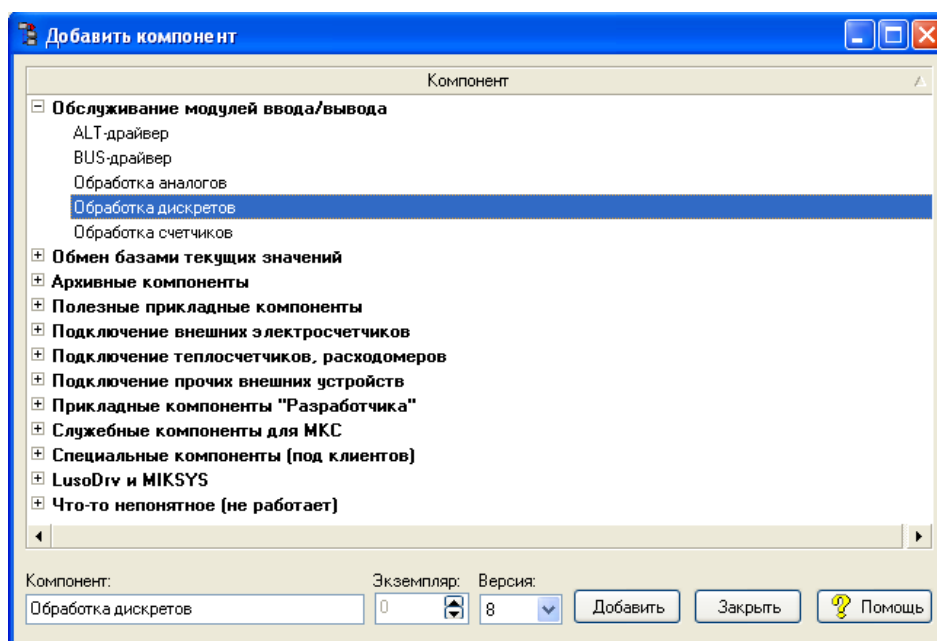 Добавить компонент
Компонент
Обслуживание модулей ввода/вывода
ALT-драйвер
BUS-драйвер
Обработка аналогов
Обработка дискретов
Обработка счетчиков
Обмен базами текущих значений
Архивные компоненты
Полезные прикладные компоненты
Подключение внешних электросчетчиков
Подключение теплосчетчиков, расходомеров
Подключение прочих внешних устройств
Прикладные компоненты "Разработчика"
Служебные компоненты для МКС
Специальные компоненты (под клиентов)
LusoDrv и MIKSYS
Что-то непонятное (не работает)
Компонент: Экземпляр: Версия:
Обработка дискретов 0 8 Добавить Закрыть Помощь